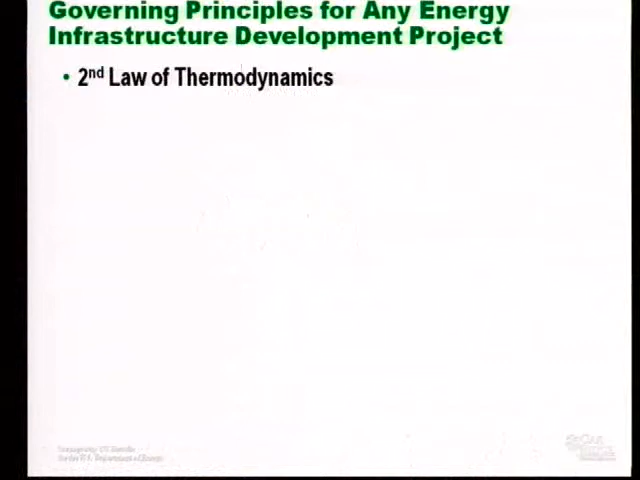 Governing Principles for Any Energy
Infrastructure Development Project
• 2nd Law of Thermodynamics